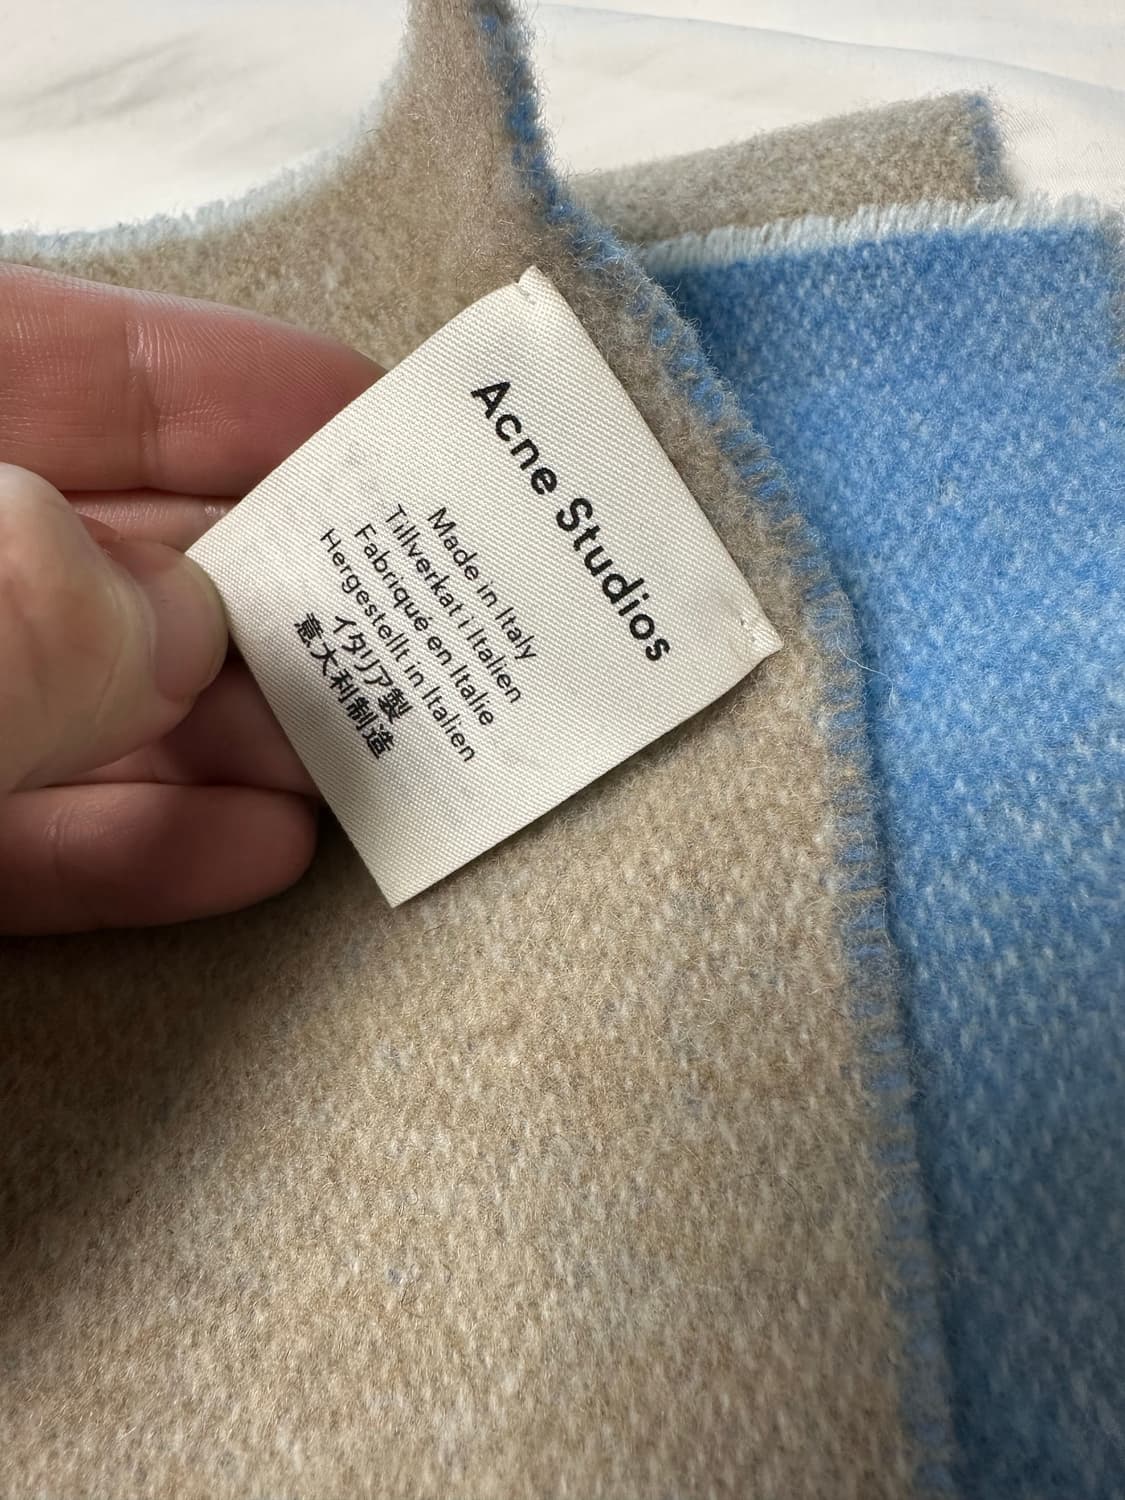 Acne Studios
Made in Italy
Tillverkat i Italien
Fabriqué en Italie
Hergestellt in Italien
イタリア製
意大利制造